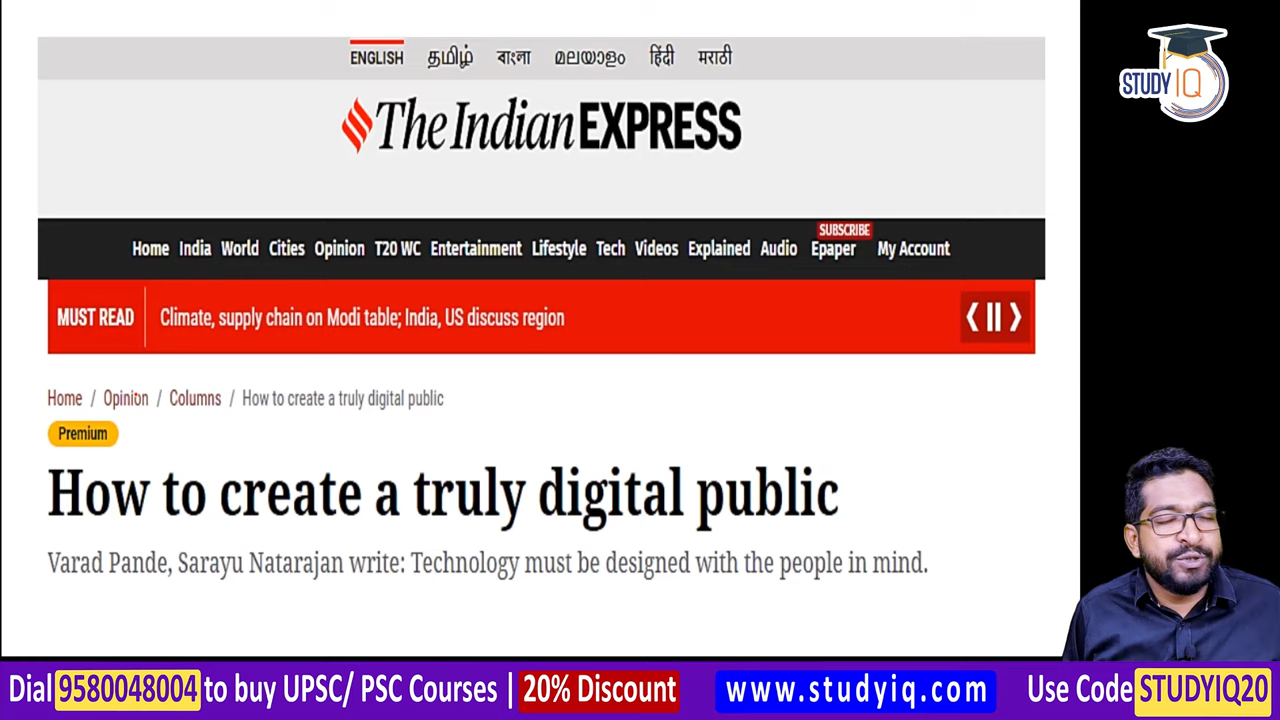 ENGLISH தமிழ் বাংলা മലയാളം हिंदी मराठी
STUDY IQ
The Indian EXPRESS
SUBSCRIBE
Home India World Cities Opinion T20 WC Entertainment Lifestyle Tech Videos Explained Audio Epaper My Account
MUST READ Climate, supply chain on Modi table; India, US discuss region
Home / Opinion / Columns / How to create a truly digital public
Premium
How to create a truly digital public
Varad Pande, Sarayu Natarajan write: Technology must be designed with the people in mind.
Dial 9580048004 to buy UPSC/ PSC Courses | 20% Discount www.studyiq.com Use Code STUDYIQ20